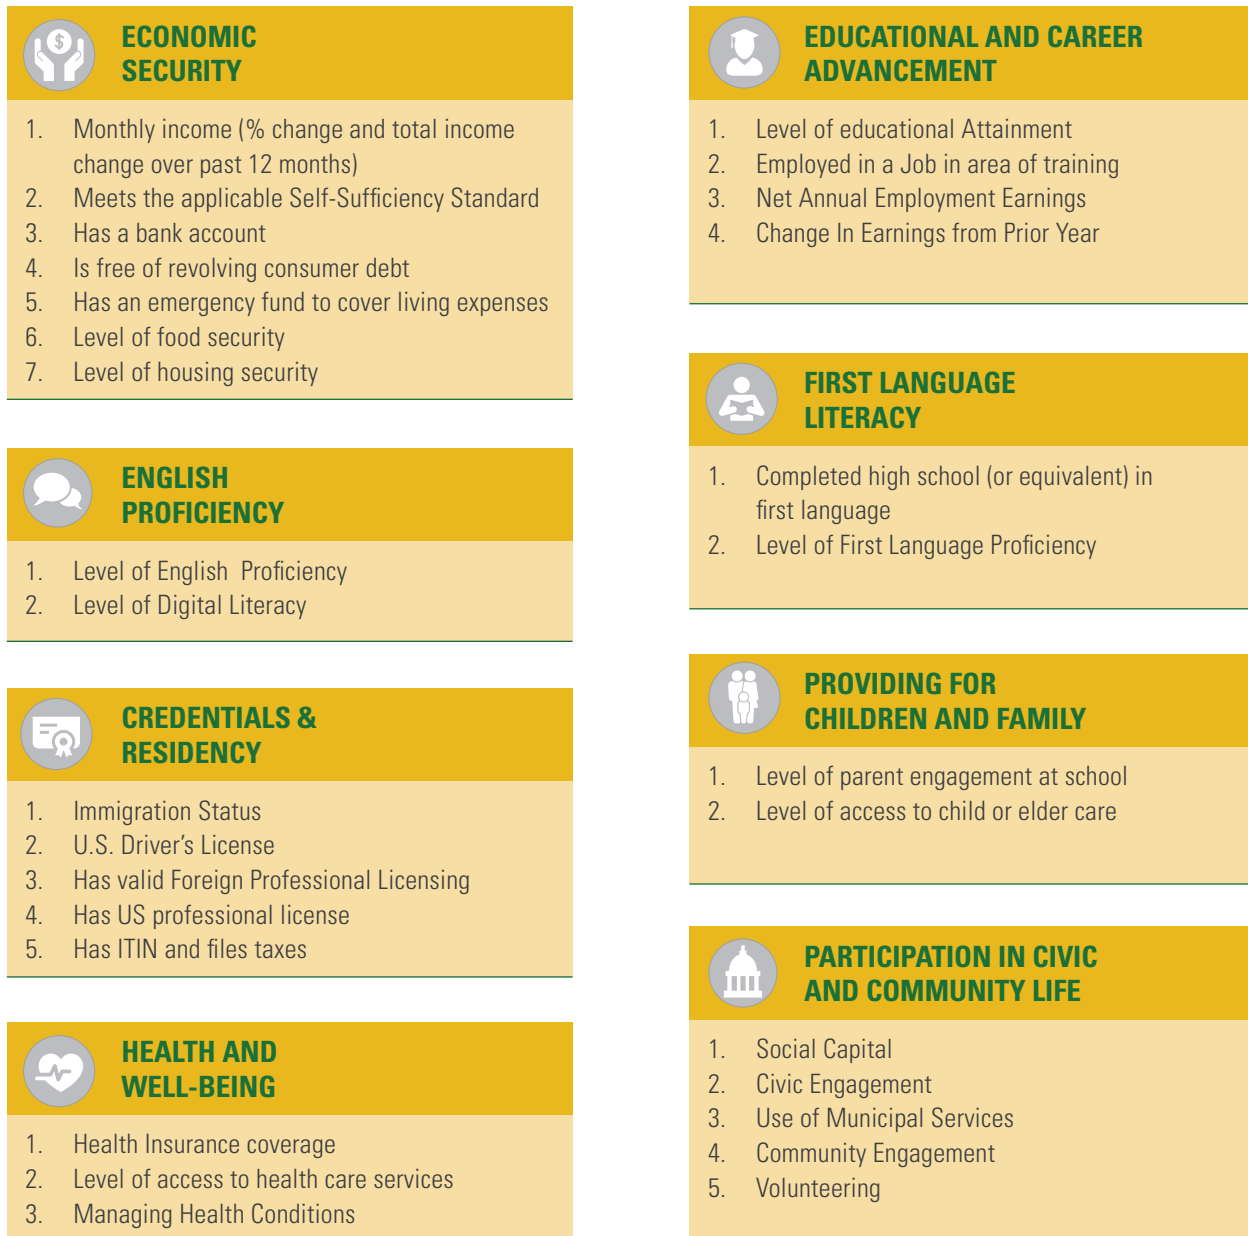 ECONOMIC
SECURITY
1. Monthly income (% change and total income
change over past 12 months)
2. Meets the applicable Self-Sufficiency Standard
3. Has a bank account
4. Is free of revolving consumer debt
5. Has an emergency fund to cover living expenses
6. Level of food security
7. Level of housing security
ENGLISH
PROFICIENCY
1. Level of English Proficiency
2. Level of Digital Literacy
CREDENTIALS &
RESIDENCY
1. Immigration Status
2. U.S. Driver's License
3. Has valid Foreign Professional Licensing
4. Has US professional license
5. Has ITIN and files taxes
HEALTH AND
WELL-BEING
1. Health Insurance coverage
2. Level of access to health care services
3. Managing Health Conditions
EDUCATIONAL AND CAREER
ADVANCEMENT
1. Level of educational Attainment
2. Employed in a Job in area of training
3. Net Annual Employment Earnings
4. Change In Earnings from Prior Year
FIRST LANGUAGE
LITERACY
1. Completed high school (or equivalent) in
first language
2. Level of First Language Proficiency
PROVIDING FOR
CHILDREN AND FAMILY
1. Level of parent engagement at school
2. Level of access to child or elder care
PARTICIPATION IN CIVIC
AND COMMUNITY LIFE
1. Social Capital
2. Civic Engagement
3. Use of Municipal Services
4. Community Engagement
5. Volunteering